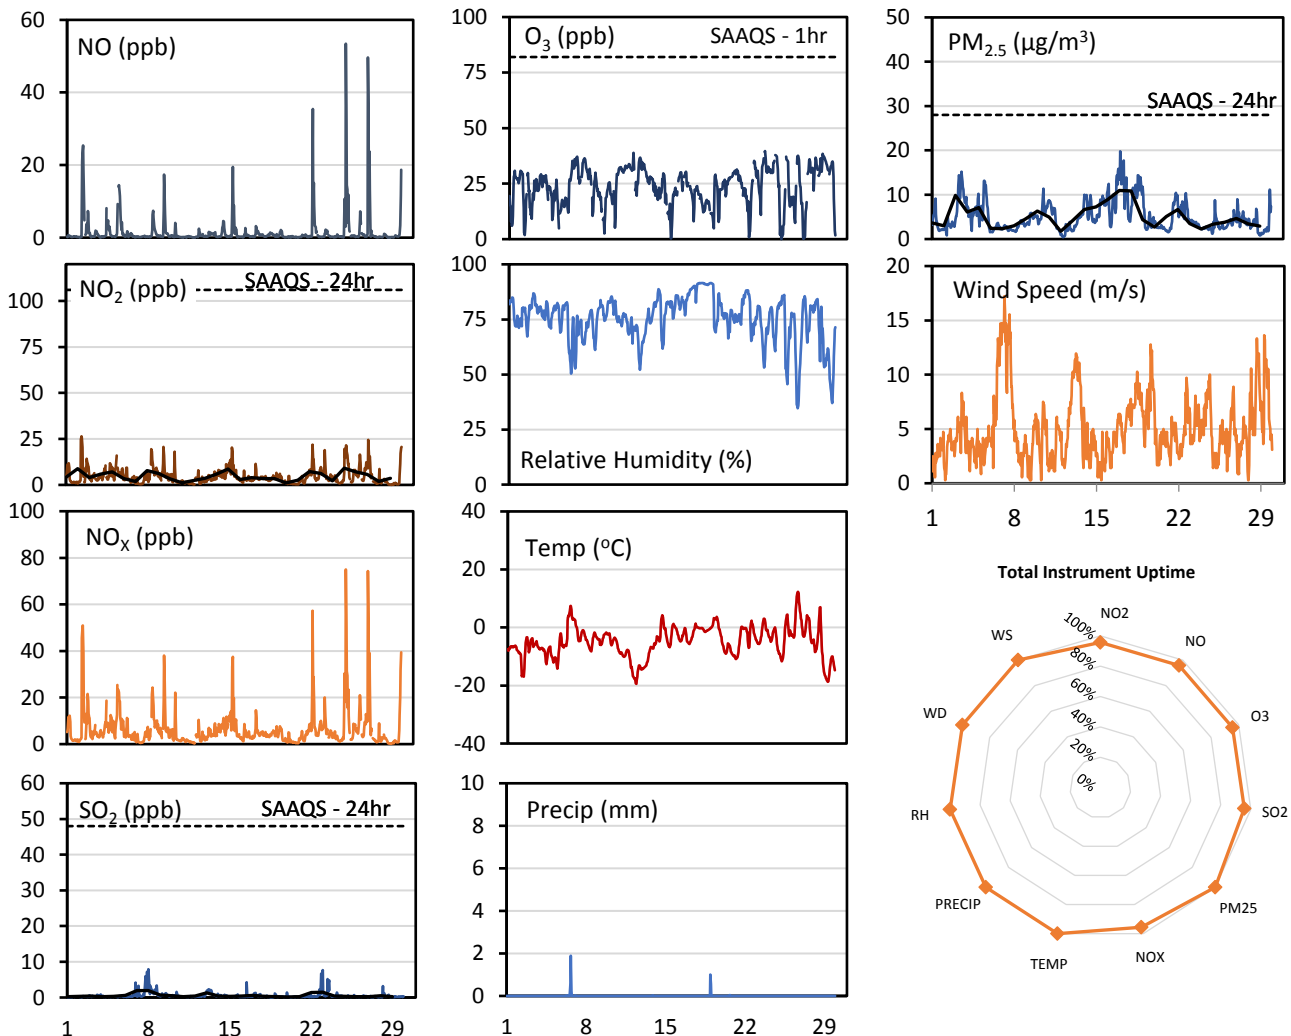 NO (ppb)
60
40
20
0
O3 (ppb)
SAAQS - 1hr
100
75
50
25
0
PM2.5 (µg/m3)
SAAQS - 24hr
50
40
30
20
10
0
NO2 (ppb)
SAAQS - 24hr
100
75
50
25
0
Relative Humidity (%)
100
75
50
25
0
Wind Speed (m/s)
20
15
10
5
0
1 8 15 22 29
NOX (ppb)
100
80
60
40
20
0
Temp (oC)
40
20
0
-20
-40
SO2 (ppb)
SAAQS - 24hr
60
50
40
30
20
10
0
1 8 15 22 29
Precip (mm)
10
8
6
4
2
0
1 8 15 22 29
Total Instrument Uptime
100%
80%
60%
40%
20%
0%
NO2
NO
O3
SO2
PM25
NOX
TEMP
PRECIP
RH
WD
WS